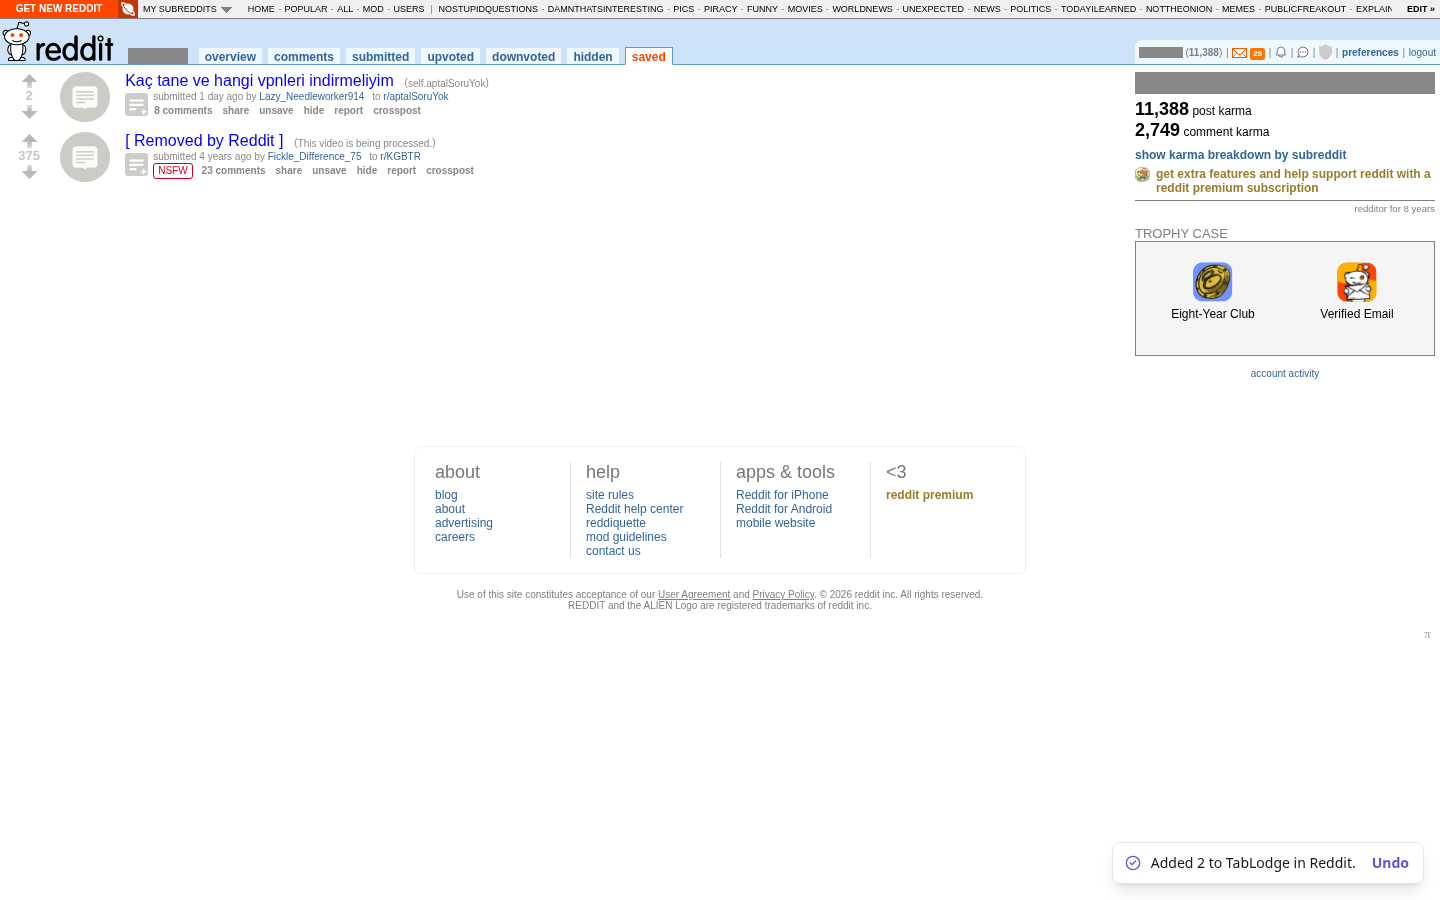 GET NEW REDDIT
MY SUBREDDITS
HOME - POPULAR - ALL - MOD - USERS | NOSTUPIDQUESTIONS - DAMNTHATSINTERESTING - PICS - PIRACY - FUNNY - MOVIES - WORLDNEWS - UNEXPECTED - NEWS - POLITICS - TODAYILEARNED - NOTTHEONION - MEMES - PUBLICFREAKOUT - EXPLAIN
EDIT »
reddit
overview comments submitted upvoted downvoted hidden saved
(11,388) | 28 | | | | preferences | logout
Kaç tane ve hangi vpnleri indirmeliyim (self.aptalSoruYok)
2
submitted 1 day ago by Lazy_Needleworker914 to r/aptalSoruYok
8 comments share unsave hide report crosspost
[ Removed by Reddit ] (This video is being processed.)
375
submitted 4 years ago by Fickle_Difference_75 to r/KGBTR
NSFW 23 comments share unsave hide report crosspost
11,388 post karma
2,749 comment karma
show karma breakdown by subreddit
get extra features and help support reddit with a
reddit premium subscription
redditor for 8 years
TROPHY CASE
Eight-Year Club
Verified Email
account activity
about
blog
about
advertising
careers
help
site rules
Reddit help center
reddiquette
mod guidelines
contact us
apps & tools
Reddit for iPhone
Reddit for Android
mobile website
<3
reddit premium
Use of this site constitutes acceptance of our User Agreement and Privacy Policy. © 2026 reddit inc. All rights reserved.
REDDIT and the ALIEN Logo are registered trademarks of reddit inc.
π
Added 2 to TabLodge in Reddit. Undo